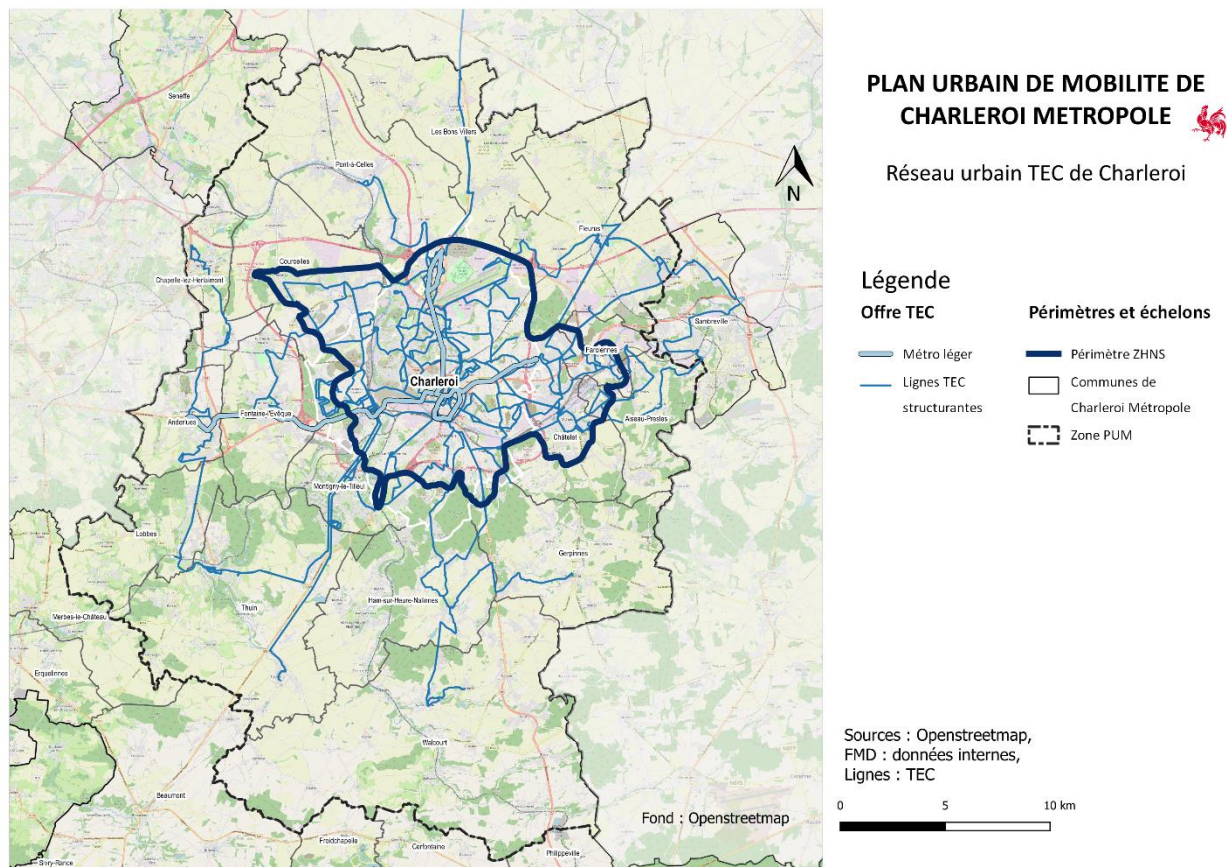 PLAN URBAIN DE MOBILITE DE
CHARLEROI METROPOLE
Réseau urbain TEC de Charleroi
N
Légende
Offre TEC
Métro léger
Lignes TEC
structurantes
Périmètres et échelons
Périmètre ZHNS
Communes de
Charleroi Métropole
Zone PUM
Seneffe
Les Bons Villers
Pont-à-Celles
Fleurus
Courcelles
Chapelle-lez-Herlaimont
Sambreville
Farciennes
Charleroi
Fontaine-l'Evêque
Anderlues
Aiseau-Presles
Châtelet
Montigny-le-Tilleul
Lobbes
Gerpinnes
Ham-sur-Heure-Nalinnes
Thuin
Merbes-le-Château
Erquelinnes
Walcourt
Beaumont
Froidchapelle
Cerfontaine
Philippeville
Sivry-Rance
Fond : Openstreetmap
Sources : Openstreetmap,
FMD : données internes,
Lignes : TEC
0 5 10 km